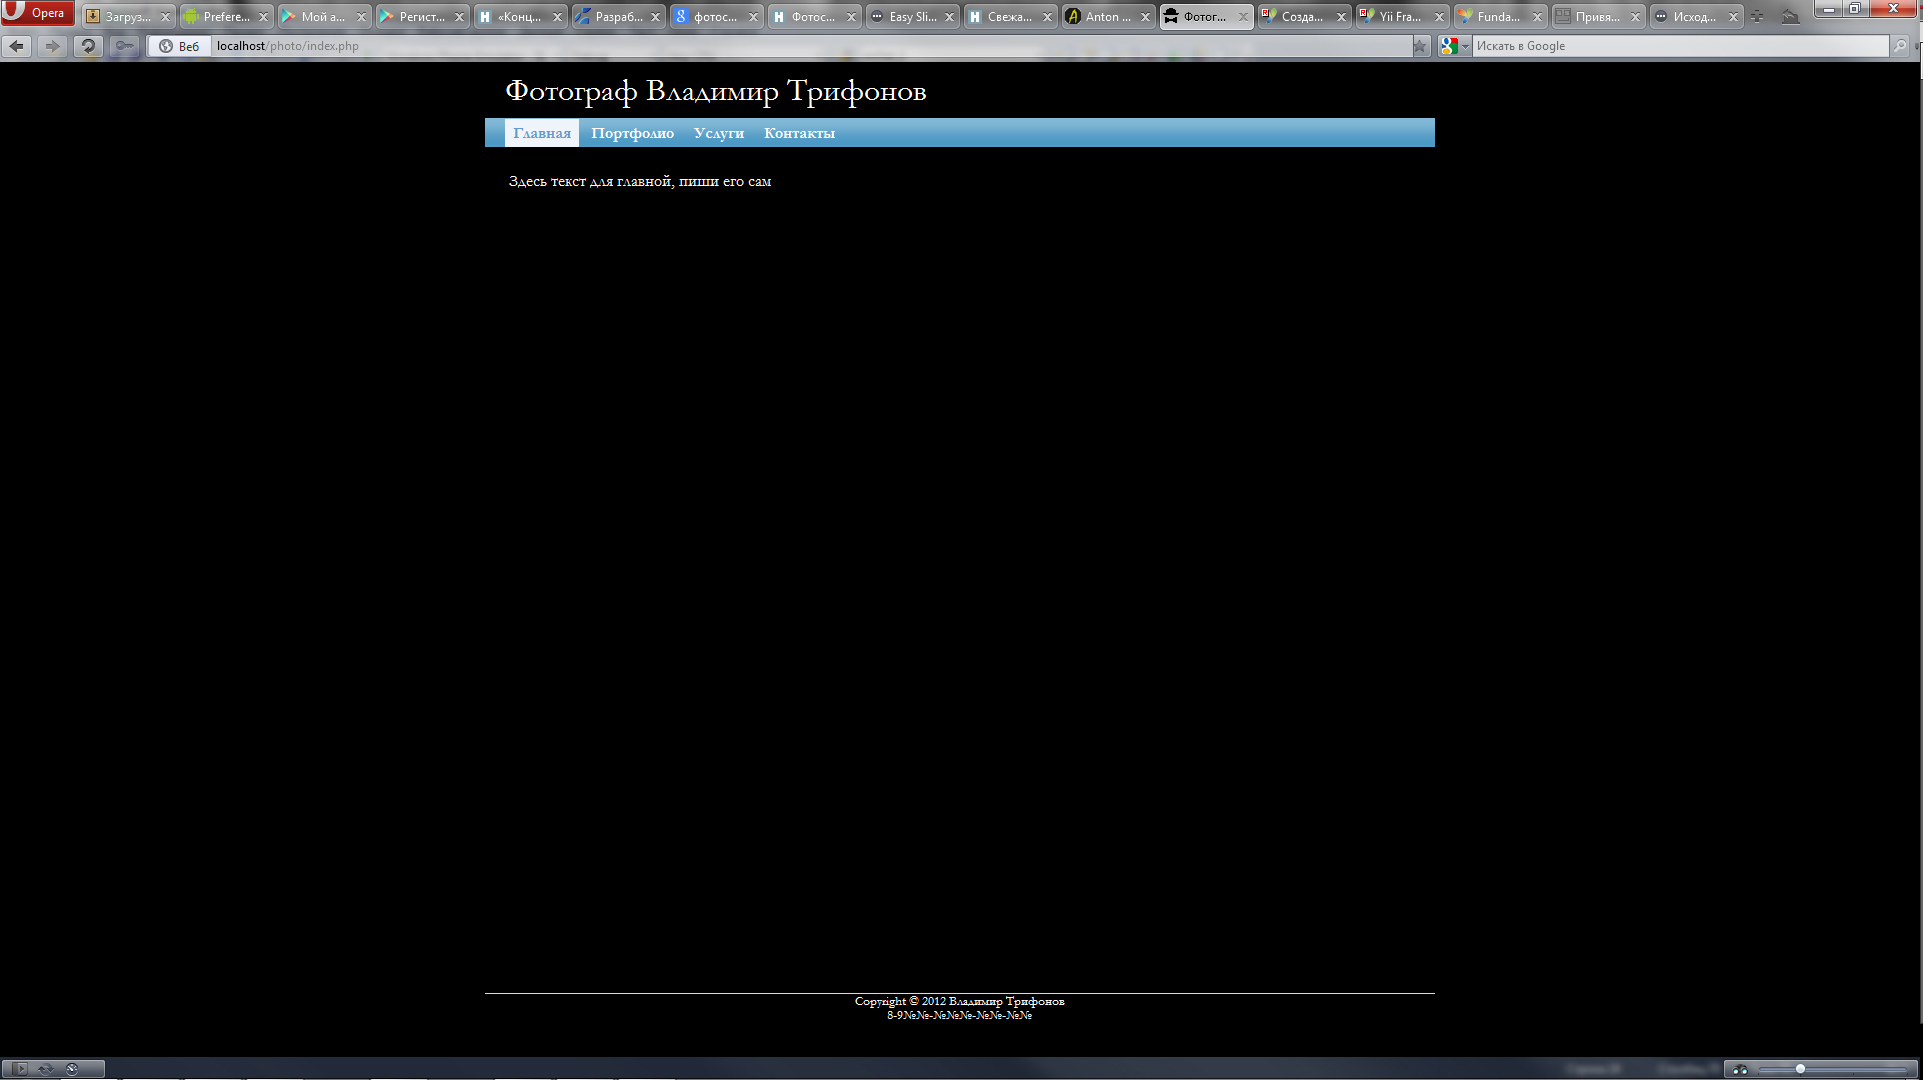 Opera
Загруз...
Prefere...
Мой а...
Регист...
«Конц...
Разраб...
фотос...
Фотос...
Easy Sli...
Свежа...
Anton ...
Фотог...
Созда...
Yii Fra...
Funda...
Привя...
Исход...
Веб
localhost/photo/index.php
Искать в Google
Фотограф Владимир Трифонов
Главная Портфолио Услуги Контакты
Здесь текст для главной, пиши его сам
Copyright © 2012 Владимир Трифонов
8-9№№-№№№-№№-№№